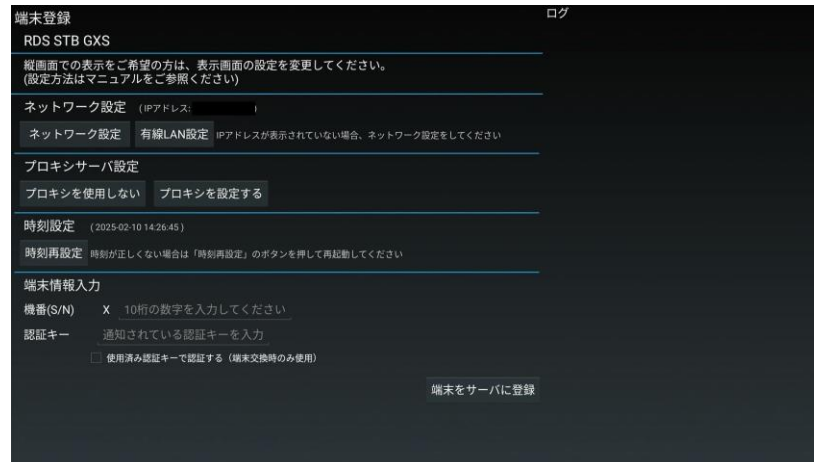 端末登録
ログ
RDS STB GXS
縦画面での表示をご希望の方は、表示画面の設定を変更してください。
(設定方法はマニュアルをご参照ください)
ネットワーク設定 (IPアドレス: )
ネットワーク設定 有線LAN設定 IPアドレスが表示されていない場合、ネットワーク設定をしてください
プロキシサーバ設定
プロキシを使用しない プロキシを設定する
時刻設定 (2025-02-10 14:26:45)
時刻再設定 時刻が正しくない場合は「時刻再設定」のボタンを押して再起動してください
端末情報入力
機番(S/N) X 10桁の数字を入力してください
認証キー 通知されている認証キーを入力
使用済み認証キーで認証する（端末交換時のみ使用）
端末をサーバに登録